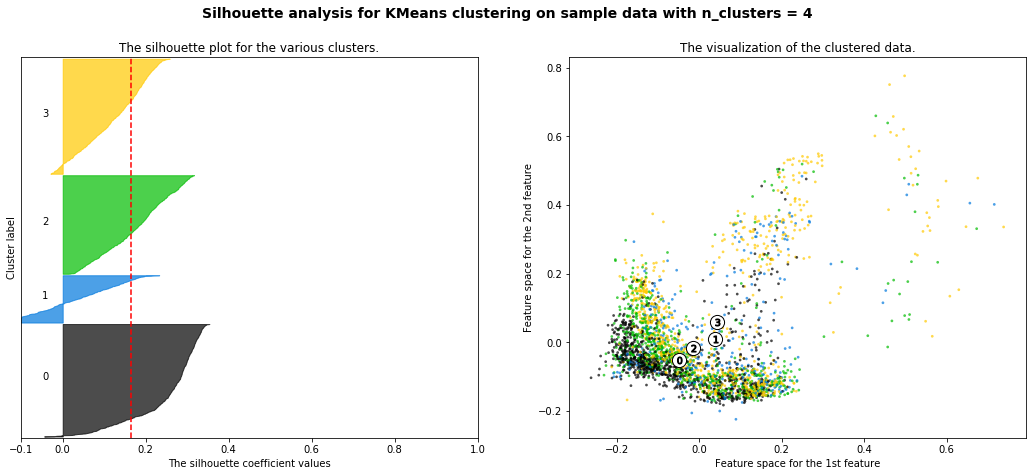 Silhouette analysis for KMeans clustering on sample data with n_clusters = 4
The silhouette plot for the various clusters.
3
2
1
0
Cluster label
−0.1 0.0 0.2 0.4 0.6 0.8 1.0
The silhouette coefficient values
The visualization of the clustered data.
0.8
0.6
0.4
0.2
0.0
−0.2
Feature space for the 2nd feature
3
1
2
0
−0.2 0.0 0.2 0.4 0.6
Feature space for the 1st feature